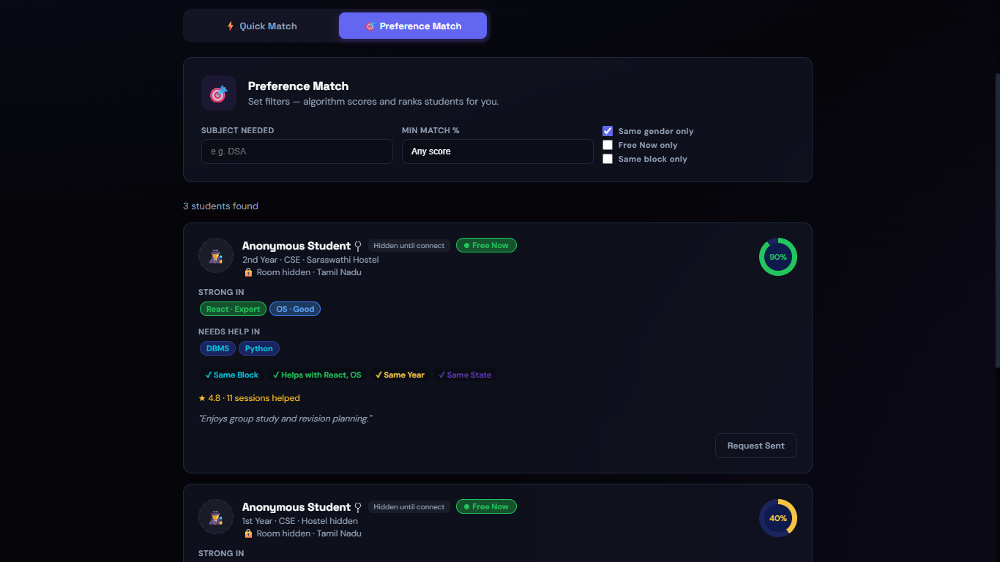 Quick Match
Preference Match
Preference Match
Set filters — algorithm scores and ranks students for you.
SUBJECT NEEDED
e.g. DSA
MIN MATCH %
Any score
Same gender only
Free Now only
Same block only
3 students found
Anonymous Student Hidden until connect Free Now
2nd Year · CSE · Saraswathi Hostel
Room hidden · Tamil Nadu
90%
STRONG IN
React · Expert OS · Good
NEEDS HELP IN
DBMS Python
✓ Same Block ✓ Helps with React, OS ✓ Same Year ✓ Same State
★ 4.8 · 11 sessions helped
"Enjoys group study and revision planning."
Request Sent
Anonymous Student Hidden until connect Free Now
1st Year · CSE · Hostel hidden
Room hidden · Tamil Nadu
40%
STRONG IN